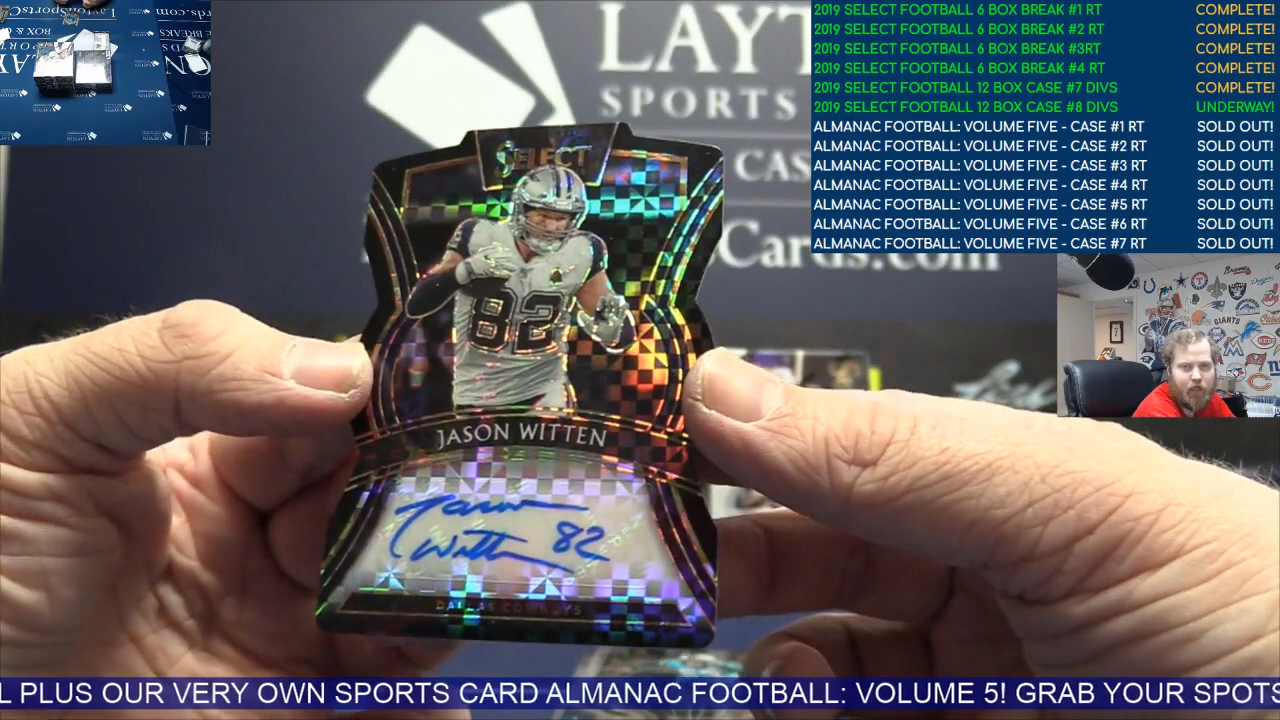 LAYT
SPORTS
CAS
Cards.com
2019 SELECT FOOTBALL 6 BOX BREAK #1 RT COMPLETE!
2019 SELECT FOOTBALL 6 BOX BREAK #2 RT COMPLETE!
2019 SELECT FOOTBALL 6 BOX BREAK #3RT COMPLETE!
2019 SELECT FOOTBALL 6 BOX BREAK #4 RT COMPLETE!
2019 SELECT FOOTBALL 12 BOX CASE #7 DIVS COMPLETE!
2019 SELECT FOOTBALL 12 BOX CASE #8 DIVS UNDERWAY!
ALMANAC FOOTBALL: VOLUME FIVE - CASE #1 RT SOLD OUT!
ALMANAC FOOTBALL: VOLUME FIVE - CASE #2 RT SOLD OUT!
ALMANAC FOOTBALL: VOLUME FIVE - CASE #3 RT SOLD OUT!
ALMANAC FOOTBALL: VOLUME FIVE - CASE #4 RT SOLD OUT!
ALMANAC FOOTBALL: VOLUME FIVE - CASE #5 RT SOLD OUT!
ALMANAC FOOTBALL: VOLUME FIVE - CASE #6 RT SOLD OUT!
ALMANAC FOOTBALL: VOLUME FIVE - CASE #7 RT SOLD OUT!
SELECT
82
JASON WITTEN
Jason
Witten 82
DALLAS COWBOYS
GIANTS
L PLUS OUR VERY OWN SPORTS CARD ALMANAC FOOTBALL: VOLUME 5! GRAB YOUR SPOTS